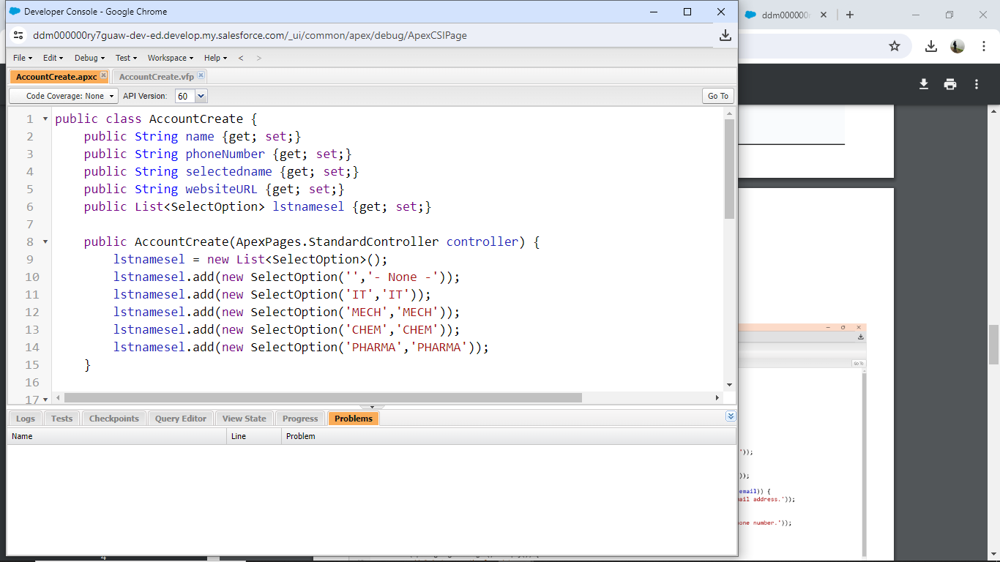 Developer Console - Google Chrome
ddm000000
ddm000000ry7guaw-dev-ed.develop.my.salesforce.com/_ui/common/apex/debug/ApexCSIPage
File Edit Debug Test Workspace Help < >
AccountCreate.apxc AccountCreate.vfp
Code Coverage: None API Version: 60 Go To
1 public class AccountCreate {
2 public String name {get; set;}
3 public String phoneNumber {get; set;}
4 public String selectedname {get; set;}
5 public String websiteURL {get; set;}
6 public List<SelectOption> lstnamesel {get; set;}
7
8 public AccountCreate(ApexPages.StandardController controller) {
9 lstnamesel = new List<SelectOption>();
10 lstnamesel.add(new SelectOption('','- None -'));
11 lstnamesel.add(new SelectOption('IT','IT'));
12 lstnamesel.add(new SelectOption('MECH','MECH'));
13 lstnamesel.add(new SelectOption('CHEM','CHEM'));
14 lstnamesel.add(new SelectOption('PHARMA','PHARMA'));
15 }
16
17
Logs Tests Checkpoints Query Editor View State Progress Problems
Name Line Problem
Go To
'));
'));
email)) {
ail address.'));
one number.'));
4